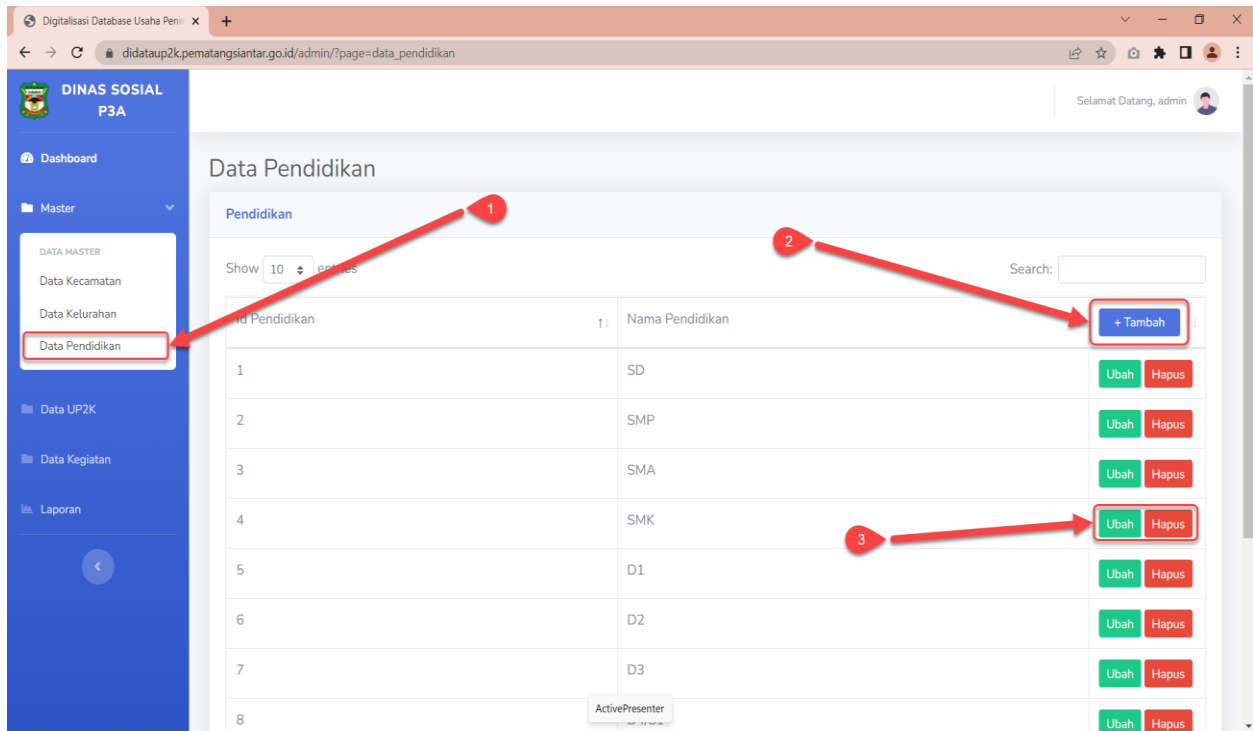 Digitalisasi Database Usaha Penin
didataup2k.pematangsiantar.go.id/admin/?page=data_pendidikan
DINAS SOSIAL
P3A
Selamat Datang, admin
Dashboard
Master
DATA MASTER
Data Kecamatan
Data Kelurahan
Data Pendidikan
Data UP2K
Data Kegiatan
Laporan
Data Pendidikan
1
Pendidikan
2
Show 10 entries
Search:
Id Pendidikan Nama Pendidikan + Tambah
1 SD Ubah Hapus
2 SMP Ubah Hapus
3 SMA Ubah Hapus
4 SMK Ubah Hapus
3
5 D1 Ubah Hapus
6 D2 Ubah Hapus
7 D3 Ubah Hapus
ActivePresenter
8 Ubah Hapus